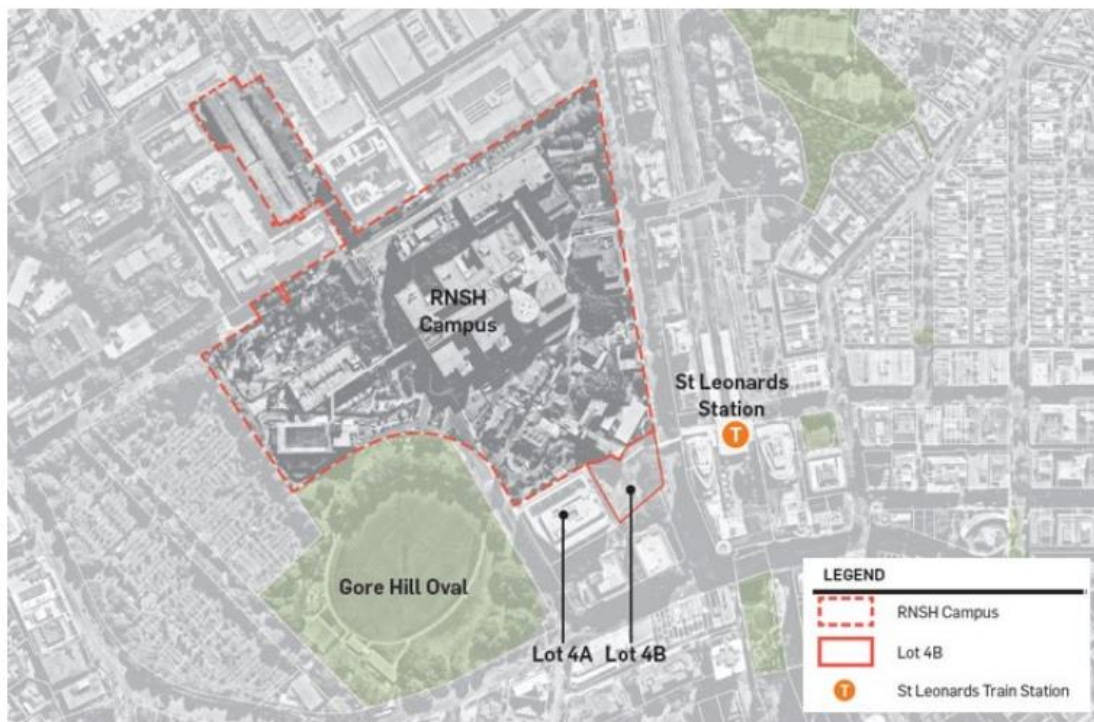 RNSH
Campus
St Leonards
Station
T
Gore Hill Oval
Lot 4A
Lot 4B
LEGEND
RNSH Campus
Lot 4B
T
St Leonards Train Station